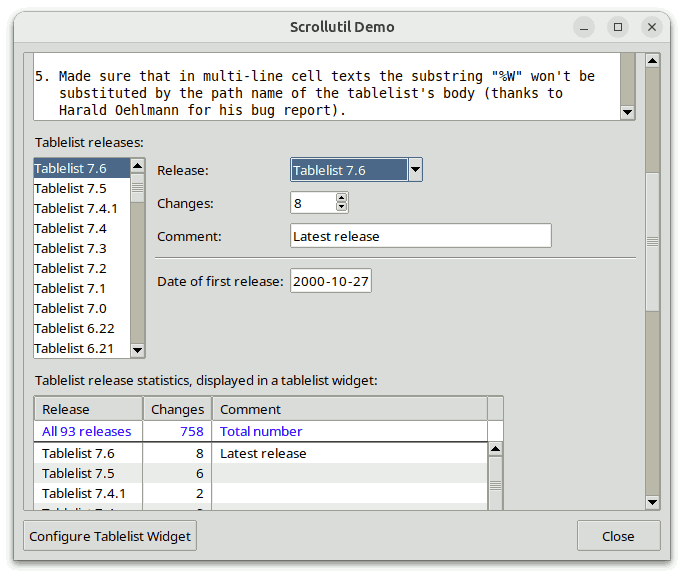 Scrollutil Demo
5. Made sure that in multi-line cell texts the substring "%W" won't be
substituted by the path name of the tablelist's body (thanks to
Harald Oehlmann for his bug report).
Tablelist releases:
Tablelist 7.6
Tablelist 7.5
Tablelist 7.4.1
Tablelist 7.4
Tablelist 7.3
Tablelist 7.2
Tablelist 7.1
Tablelist 7.0
Tablelist 6.22
Tablelist 6.21
Release: Tablelist 7.6
Changes: 8
Comment: Latest release
Date of first release: 2000-10-27
Tablelist release statistics, displayed in a tablelist widget:
Release Changes Comment
All 93 releases 758 Total number
Tablelist 7.6 8 Latest release
Tablelist 7.5 6
Tablelist 7.4.1 2
Configure Tablelist Widget Close